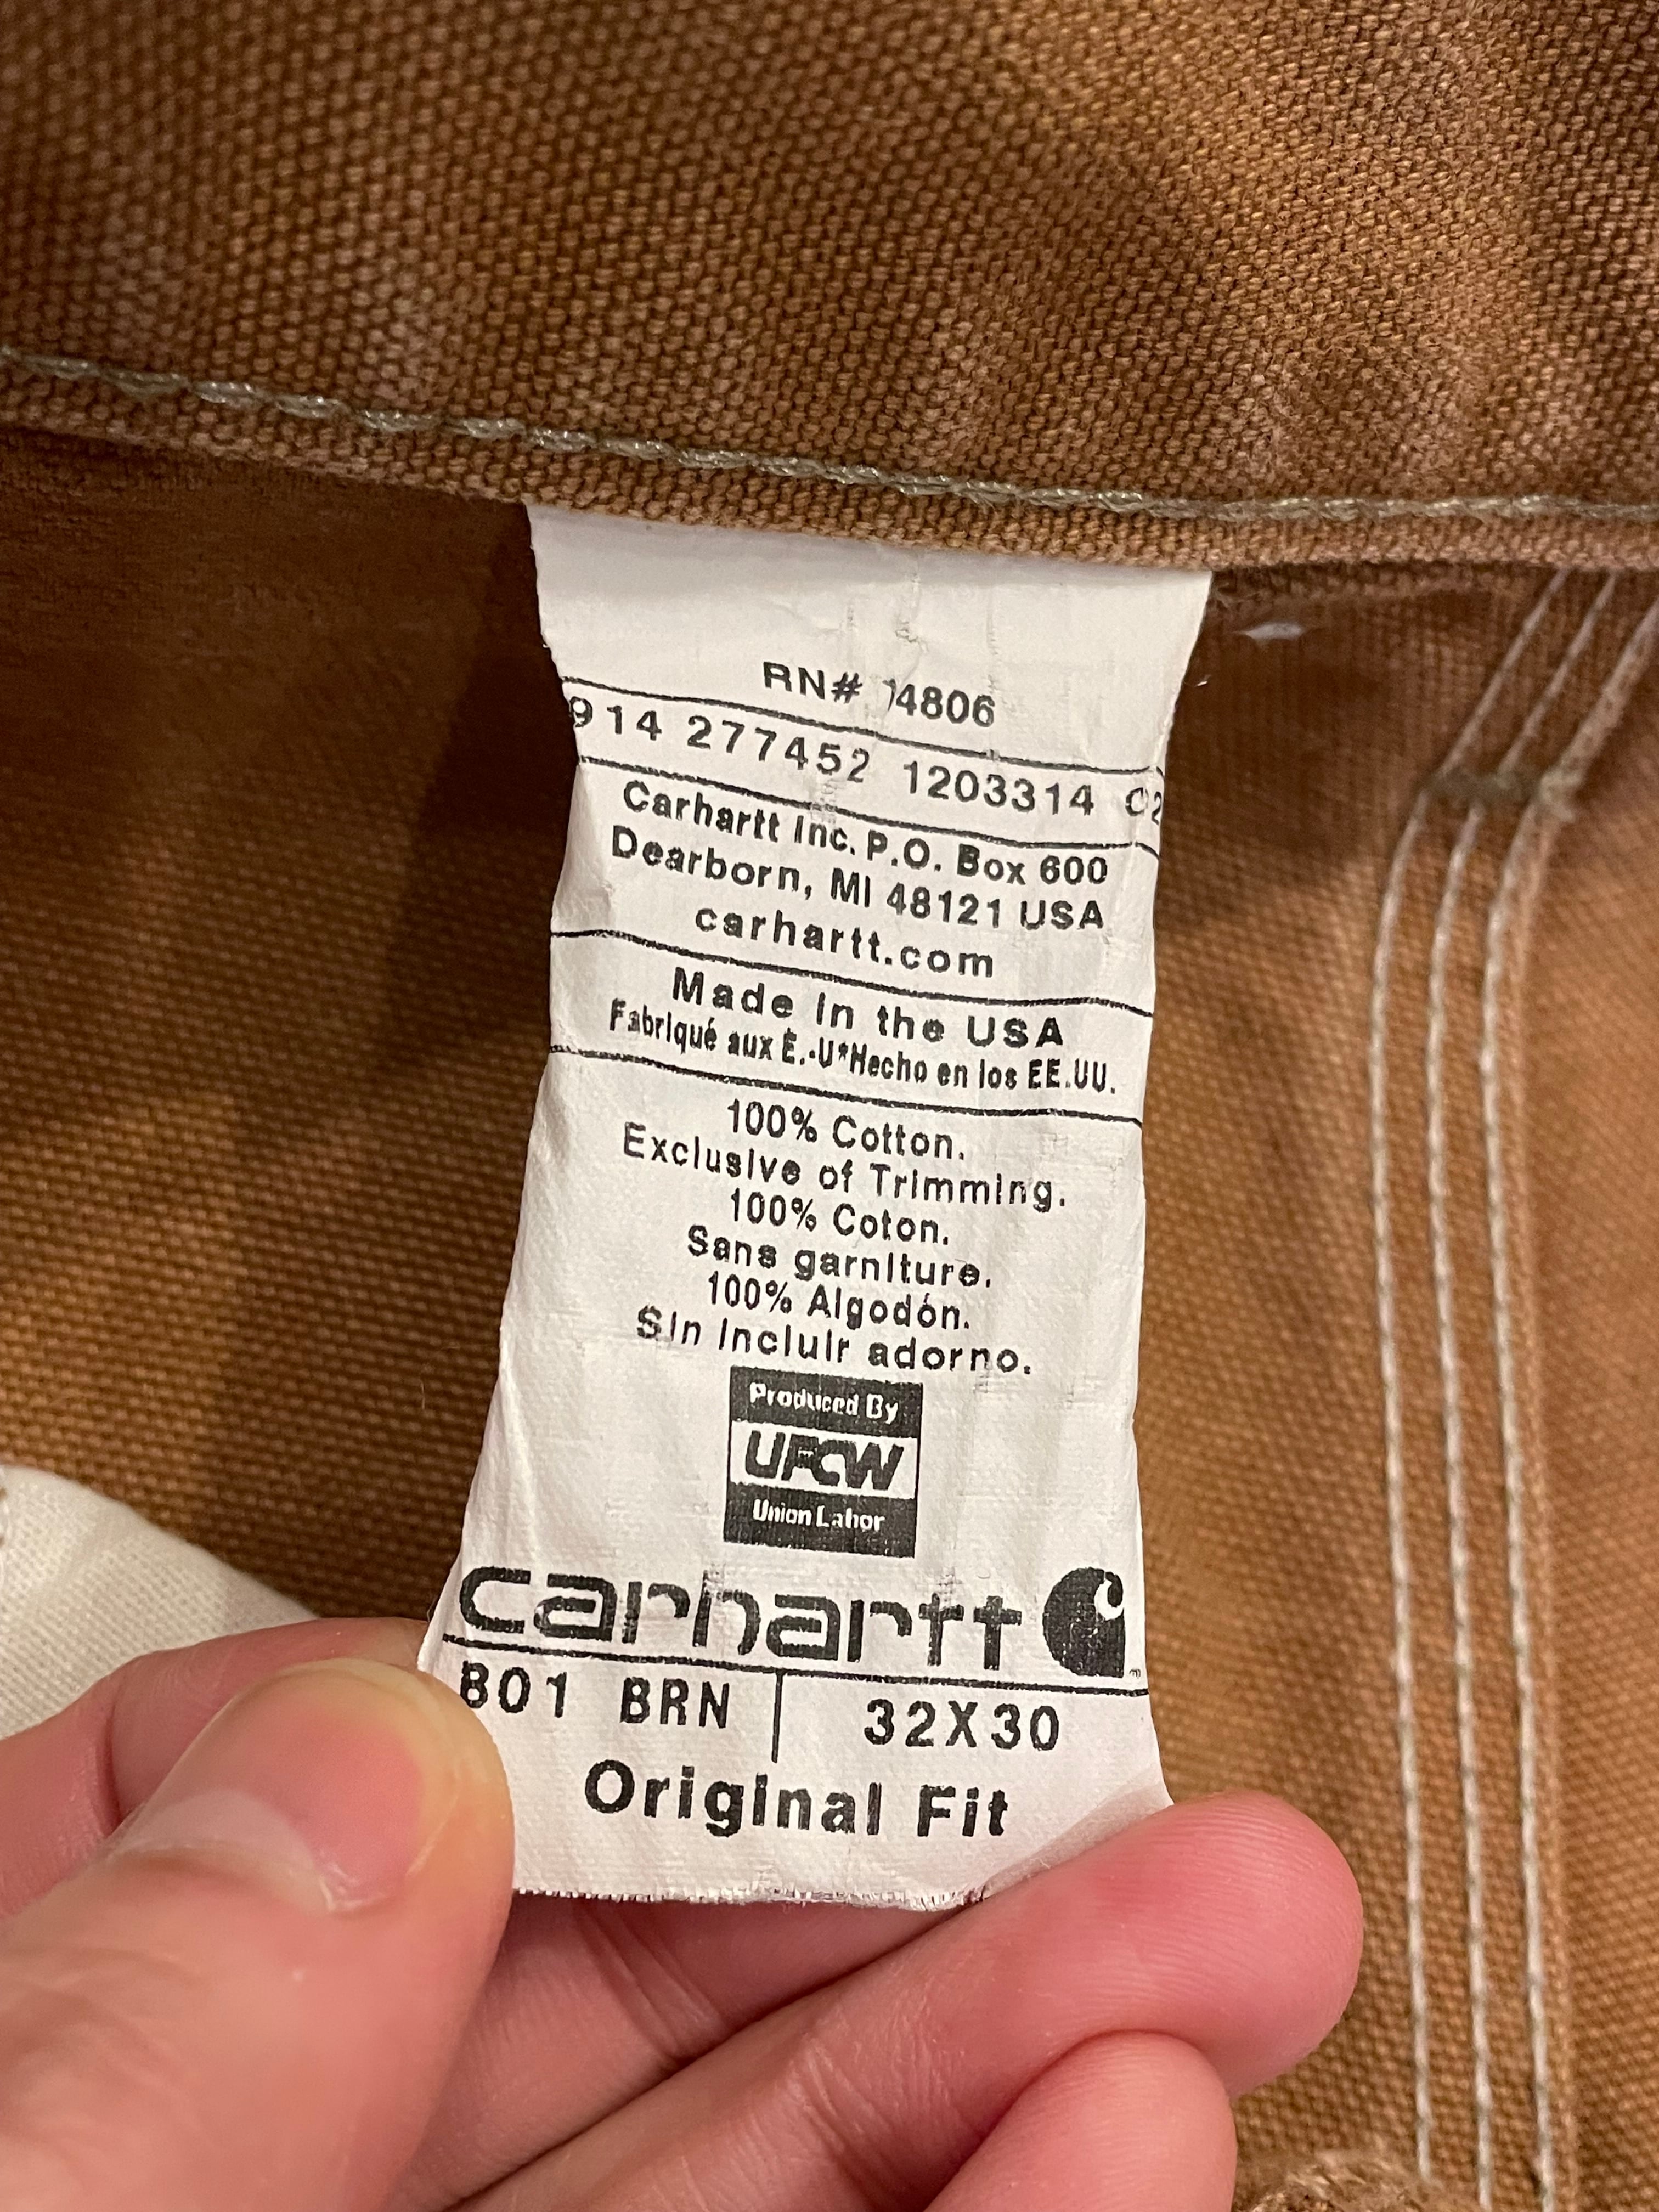 RN# 14806
914 277452 1203314 02
Carhartt Inc. P.O. Box 600
Dearborn, MI 48121 USA
carhartt.com
Made in the USA
Fabriqué aux É.-U*Hecho en los EE.UU.
100% Cotton.
Exclusive of Trimming.
100% Coton.
Sans garniture.
100% Algodón.
Sin incluir adorno.
Produced By
UFCW
Union Labor
carhartt
B01 BRN 32X30
Original Fit